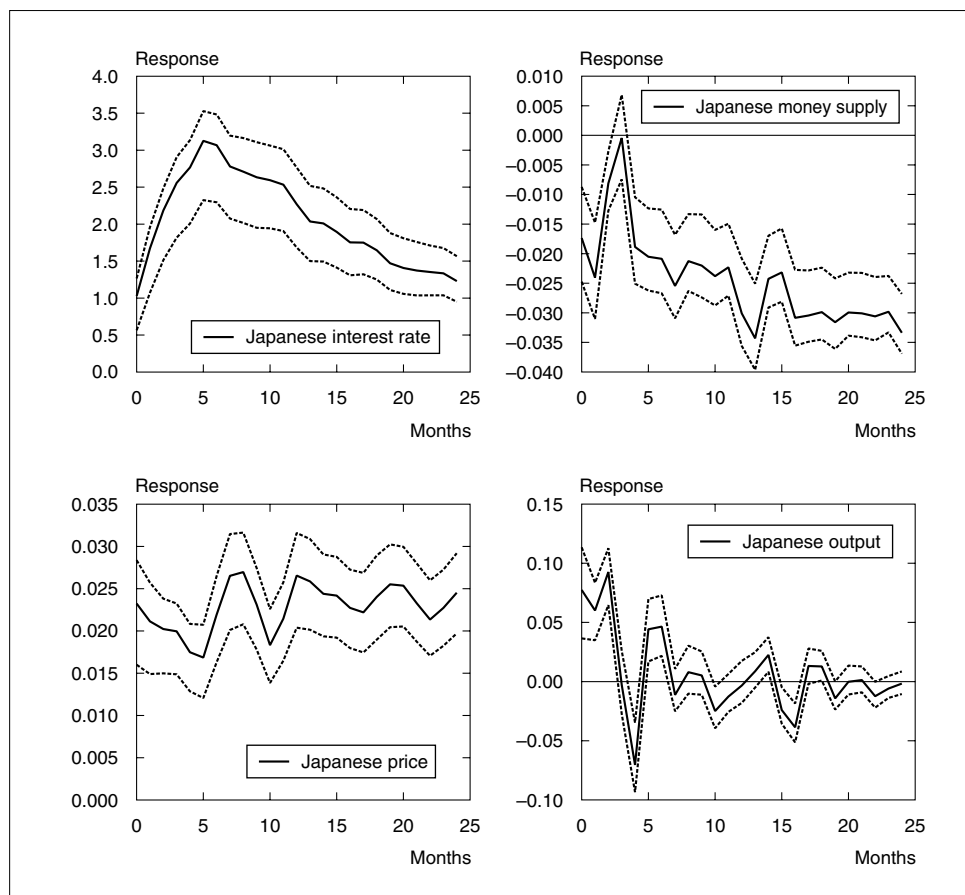 Response
4.0
3.5
3.0
2.5
2.0
1.5
1.0
0.5
0.0
Japanese interest rate
0 5 10 15 20 25
Months
Response
0.010
0.005
0.000
−0.005
−0.010
−0.015
−0.020
−0.025
−0.030
−0.035
−0.040
Japanese money supply
0 5 10 15 20 25
Months
Response
0.035
0.030
0.025
0.020
0.015
0.010
0.005
0.000
Japanese price
0 5 10 15 20 25
Months
Response
0.15
0.10
0.05
0.00
−0.05
−0.10
Japanese output
0 5 10 15 20 25
Months